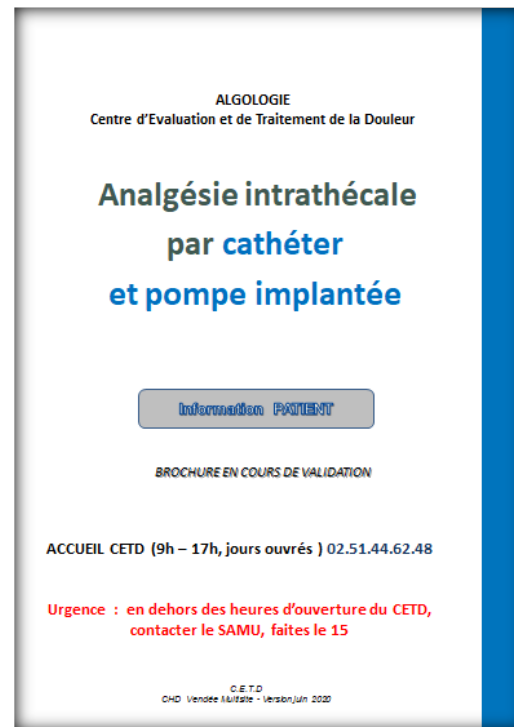 ALGOLOGIE
Centre d'Evaluation et de Traitement de la Douleur
Analgésie intrathécale
par cathéter
et pompe implantée
Information PATIENT
BROCHURE EN COURS DE VALIDATION
ACCUEIL CETD (9h – 17h, jours ouvrés ) 02.51.44.62.48
Urgence : en dehors des heures d'ouverture du CETD,
contacter le SAMU, faites le 15
C.E.T.D
CHD Vendée Multisite - Version juin 2020